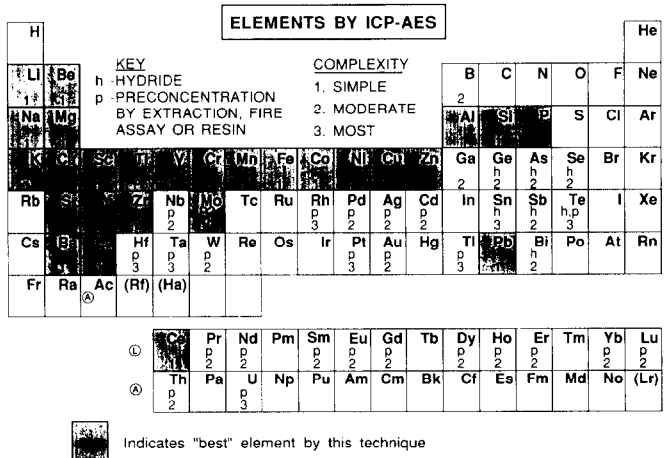 ELEMENTS BY ICP-AES
H He
KEY COMPLEXITY
h -HYDRIDE 1. SIMPLE
p -PRECONCENTRATION 2. MODERATE
BY EXTRACTION, FIRE 3. MOST
ASSAY OR RESIN
Li Be B C N O F Ne
1 1 2
Na Mg Al Si P S Cl Ar
K Sc V Cr Mn Fe Co Ni Cu Zn Ga Ge As Se Br Kr
h h h
2 2 2 2
Rb Zr Nb Mo Tc Ru Rh Pd Ag Cd In Sn Sb Te I Xe
p p p p p h h h,p
2 3 2 2 2 3 2 3
Cs Ba Hf Ta W Re Os Ir Pt Au Hg Tl Pb Bi Po At Rn
p p p p p p h
3 3 2 3 2 3 2
Fr Ra Ac (Rf) (Ha)
A
L Ce Pr Nd Pm Sm Eu Gd Tb Dy Ho Er Tm Yb Lu
p p p p p p p p p p
2 2 2 2 2 2 2 2 2 2
A Th Pa U Np Pu Am Cm Bk Cf Es Fm Md No (Lr)
p p
2 3
Indicates "best" element by this technique